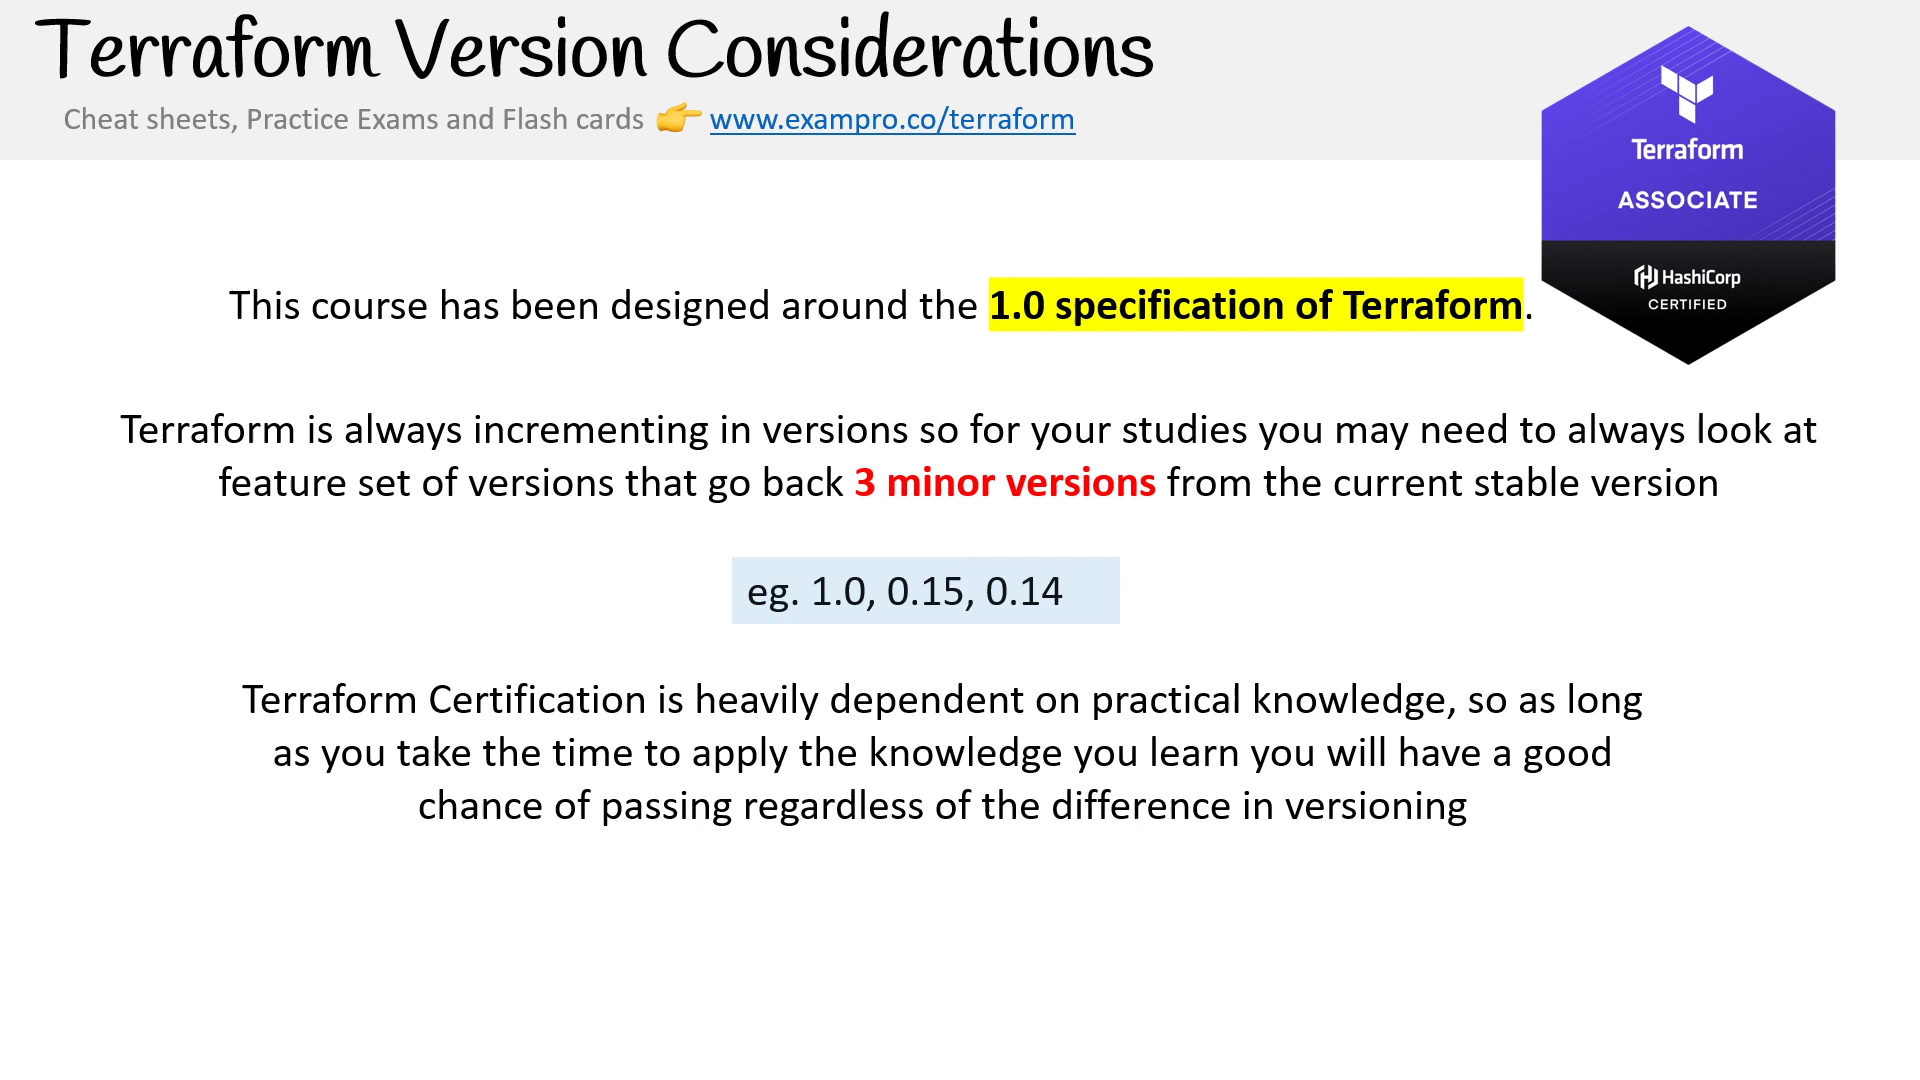 Terraform Version Considerations
Cheat sheets, Practice Exams and Flash cards 👉 www.exampro.co/terraform
Terraform
ASSOCIATE
HashiCorp
CERTIFIED
This course has been designed around the 1.0 specification of Terraform.
Terraform is always incrementing in versions so for your studies you may need to always look at
feature set of versions that go back 3 minor versions from the current stable version
eg. 1.0, 0.15, 0.14
Terraform Certification is heavily dependent on practical knowledge, so as long
as you take the time to apply the knowledge you learn you will have a good
chance of passing regardless of the difference in versioning